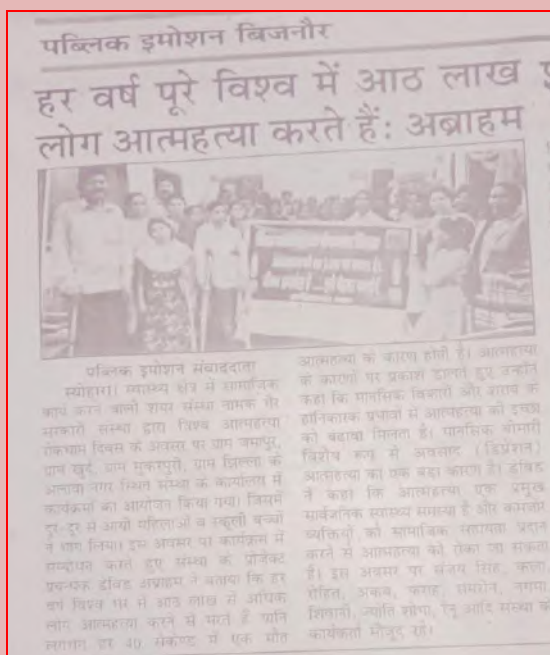 पब्लिक इमोशन बिजनौर
हर वर्ष पूरे विश्व में आठ लाख
लोग आत्महत्या करते हैं: अब्राहम
पब्लिक इमोशन संवाददाता
स्योहारा। स्वास्थ्य क्षेत्र में सामाजिक
कार्य करने वाली शेयर संस्था नामक गैर
सरकारी संस्था द्वारा विश्व आत्महत्या
रोकथाम दिवस के अवसर पर ग्राम
ग्राम खुर्द, ग्राम मुकरपुरी, ग्राम झिल्ला के
अलावा नगर स्थित संस्था के कार्यालय में
कार्यक्रमों का आयोजन किया गया। जिसमें
दूर-दूर से आयी महिलाओं व स्कूली बच्चों
ने भाग लिया। इस अवसर पर कार्यक्रम में
सम्बोधन करते हुए संस्था के प्रोजेक्ट
प्रबन्धक डेविड अब्राहम ने बताया कि हर
वर्ष विश्व भर में आठ लाख से अधिक
लोग आत्महत्या करने से मरते हैं यानि
लगभग हर 40 सेकेण्ड में एक मौत
आत्महत्या के कारण होती है। आत्महत्या
के कारणों पर प्रकाश डालते हुए उन्होंने
कहा कि मानसिक विकारों और शराब के
हानिकारक प्रभावों से आत्महत्या की इच्छा
को बढ़ावा मिलता है। मानसिक बीमारी
विशेष रूप से अवसाद (डिप्रेशन)
आत्महत्या का एक बड़ा कारण है। डेविड
ने कहा कि आत्महत्या एक प्रमुख
सार्वजनिक स्वास्थ्य समस्या है और कमजोर
व्यक्तियों को सामाजिक सहायता प्रदान
करने से आत्महत्या को रोका जा सकता
है। इस अवसर पर संजय सिंह, कला,
रोहित, अकब, फराह, समरीन, नगमा,
शिवानी, ज्योति शोभा, रेनू आदि संस्था के
कार्यकर्ता मौजूद रहे।